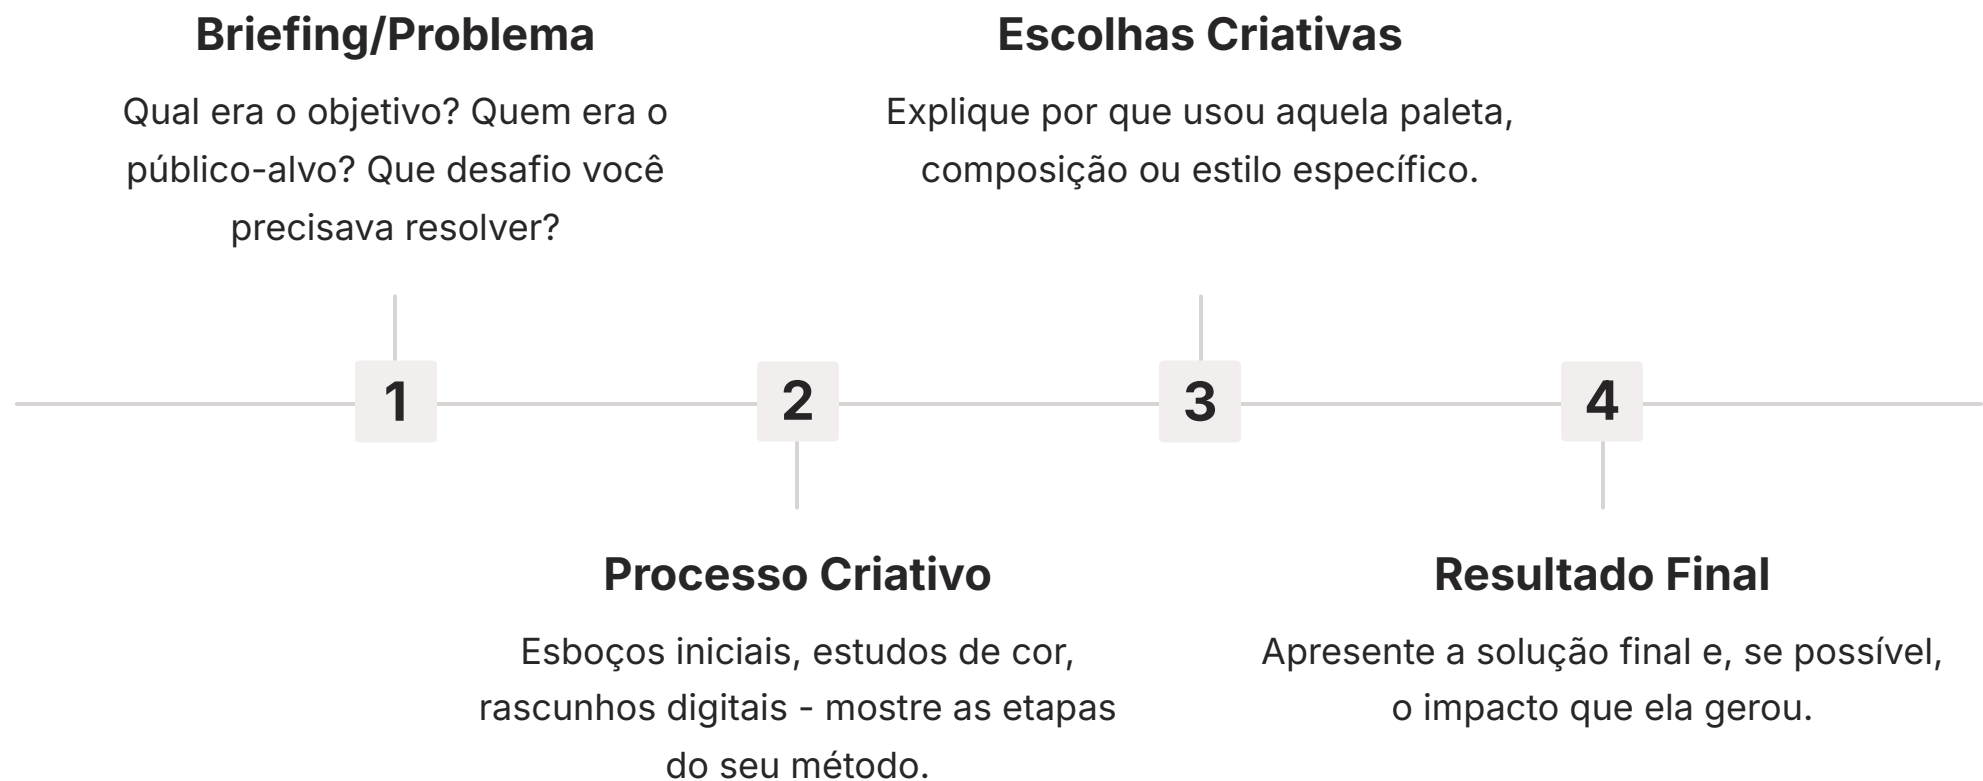 Briefing/Problema
Qual era o objetivo? Quem era o
público-alvo? Que desafio você
precisava resolver?
1
2
Processo Criativo
Esboços iniciais, estudos de cor,
rascunhos digitais - mostre as etapas
do seu método.
Escolhas Criativas
Explique por que usou aquela paleta,
composição ou estilo específico.
3
4
Resultado Final
Apresente a solução final e, se possível,
o impacto que ela gerou.